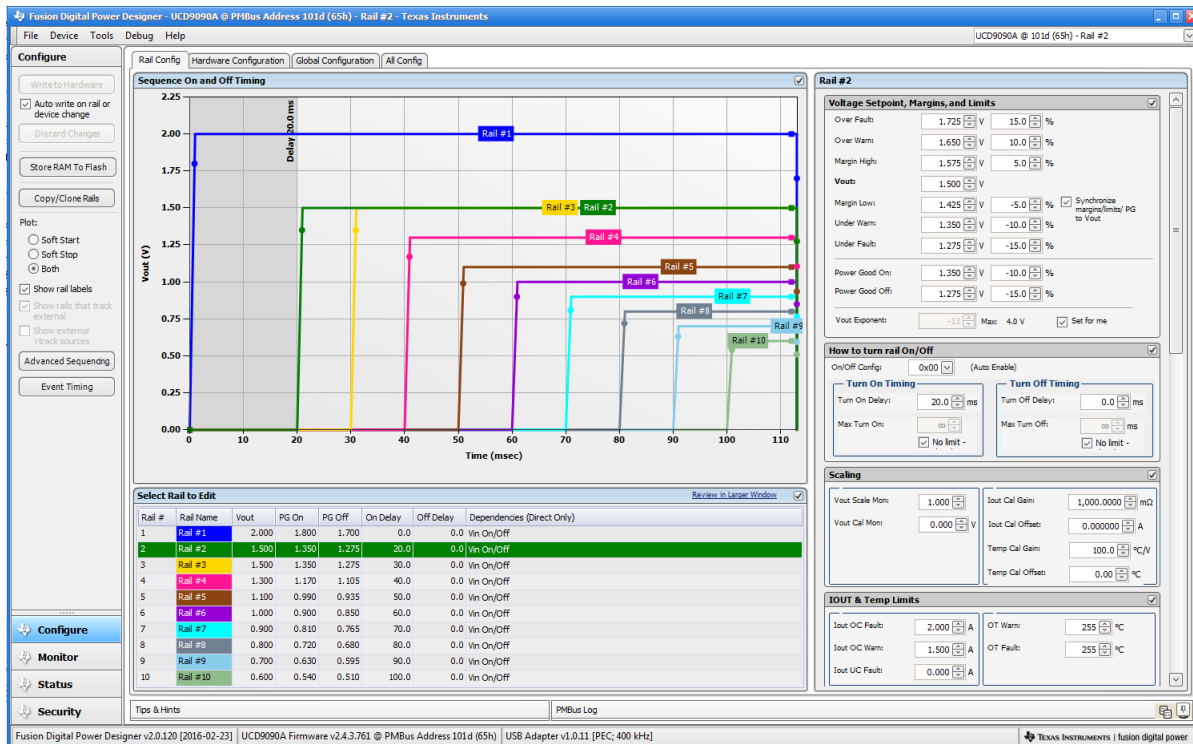 Fusion Digital Power Designer - UCD9090A @ PMBus Address 101d (65h) - Rail #2 - Texas Instruments
File Device Tools Debug Help
UCD9090A @ 101d (65h) - Rail #2
Configure
Write to Hardware
Auto write on rail or
device change
Discard Changes
Store RAM To Flash
Copy/Clone Rails
Plot:
Soft Start
Soft Stop
Both
Show rail labels
Show rails that track
external
Show external
vtrack sources
Advanced Sequencing
Event Timing
Configure
Monitor
Status
Security
Rail Config Hardware Configuration Global Configuration All Config
Sequence On and Off Timing
2.25
2.00
1.75
1.50
1.25
1.00
0.75
0.50
0.25
0.00
Vout (V)
Delay 20.0 ms
Rail #1
Rail #3 Rail #2
Rail #4
Rail #5
Rail #6
Rail #7
Rail #8
Rail #9
Rail #10
0 10 20 30 40 50 60 70 80 90 100 110
Time (msec)
Select Rail to Edit Review in Larger Window
Rail # Rail Name Vout PG On PG Off On Delay Off Delay Dependencies (Direct Only)
1 Rail #1 2.000 1.800 1.700 0.0 0.0 Vin On/Off
2 Rail #2 1.500 1.350 1.275 20.0 0.0 Vin On/Off
3 Rail #3 1.500 1.350 1.275 30.0 0.0 Vin On/Off
4 Rail #4 1.300 1.170 1.105 40.0 0.0 Vin On/Off
5 Rail #5 1.100 0.990 0.935 50.0 0.0 Vin On/Off
6 Rail #6 1.000 0.900 0.850 60.0 0.0 Vin On/Off
7 Rail #7 0.900 0.810 0.765 70.0 0.0 Vin On/Off
8 Rail #8 0.800 0.720 0.680 80.0 0.0 Vin On/Off
9 Rail #9 0.700 0.630 0.595 90.0 0.0 Vin On/Off
10 Rail #10 0.600 0.540 0.510 100.0 0.0 Vin On/Off
Rail #2
Voltage Setpoint, Margins, and Limits
Over Fault: 1.725 V 15.0 %
Over Warn: 1.650 V 10.0 %
Margin High: 1.575 V 5.0 %
Vout: 1.500 V
Margin Low: 1.425 V -5.0 %
Synchronize
margins/limits/ PG
to Vout
Under Warn: 1.350 V -10.0 %
Under Fault: 1.275 V -15.0 %
Power Good On: 1.350 V -10.0 %
Power Good Off: 1.275 V -15.0 %
Vout Exponent: -13 Max: 4.0 V Set for me
How to turn rail On/Off
On/Off Config: 0x00 (Auto Enable)
Turn On Timing
Turn On Delay: 20.0 ms
Max Turn On: ∞
No limit -
Turn Off Timing
Turn Off Delay: 0.0 ms
Max Turn Off: ∞ ms
No limit -
Scaling
Vout Scale Mon: 1.000
Vout Cal Mon: 0.000 V
Iout Cal Gain: 1,000.0000 mΩ
Iout Cal Offset: 0.000000 A
Temp Cal Gain: 100.0 °C/V
Temp Cal Offset: 0.00 °C
IOUT & Temp Limits
Iout OC Fault: 2.000 A
Iout OC Warn: 1.500 A
Iout UC Fault: 0.000 A
OT Warn: 255 °C
OT Fault: 255 °C
Tips & Hints PMBus Log
Fusion Digital Power Designer v2.0.120 [2016-02-23] UCD9090A Firmware v2.4.3.761 @ PMBus Address 101d (65h) USB Adapter v1.0.11 [PEC; 400 kHz] TEXAS INSTRUMENTS | fusion digital power